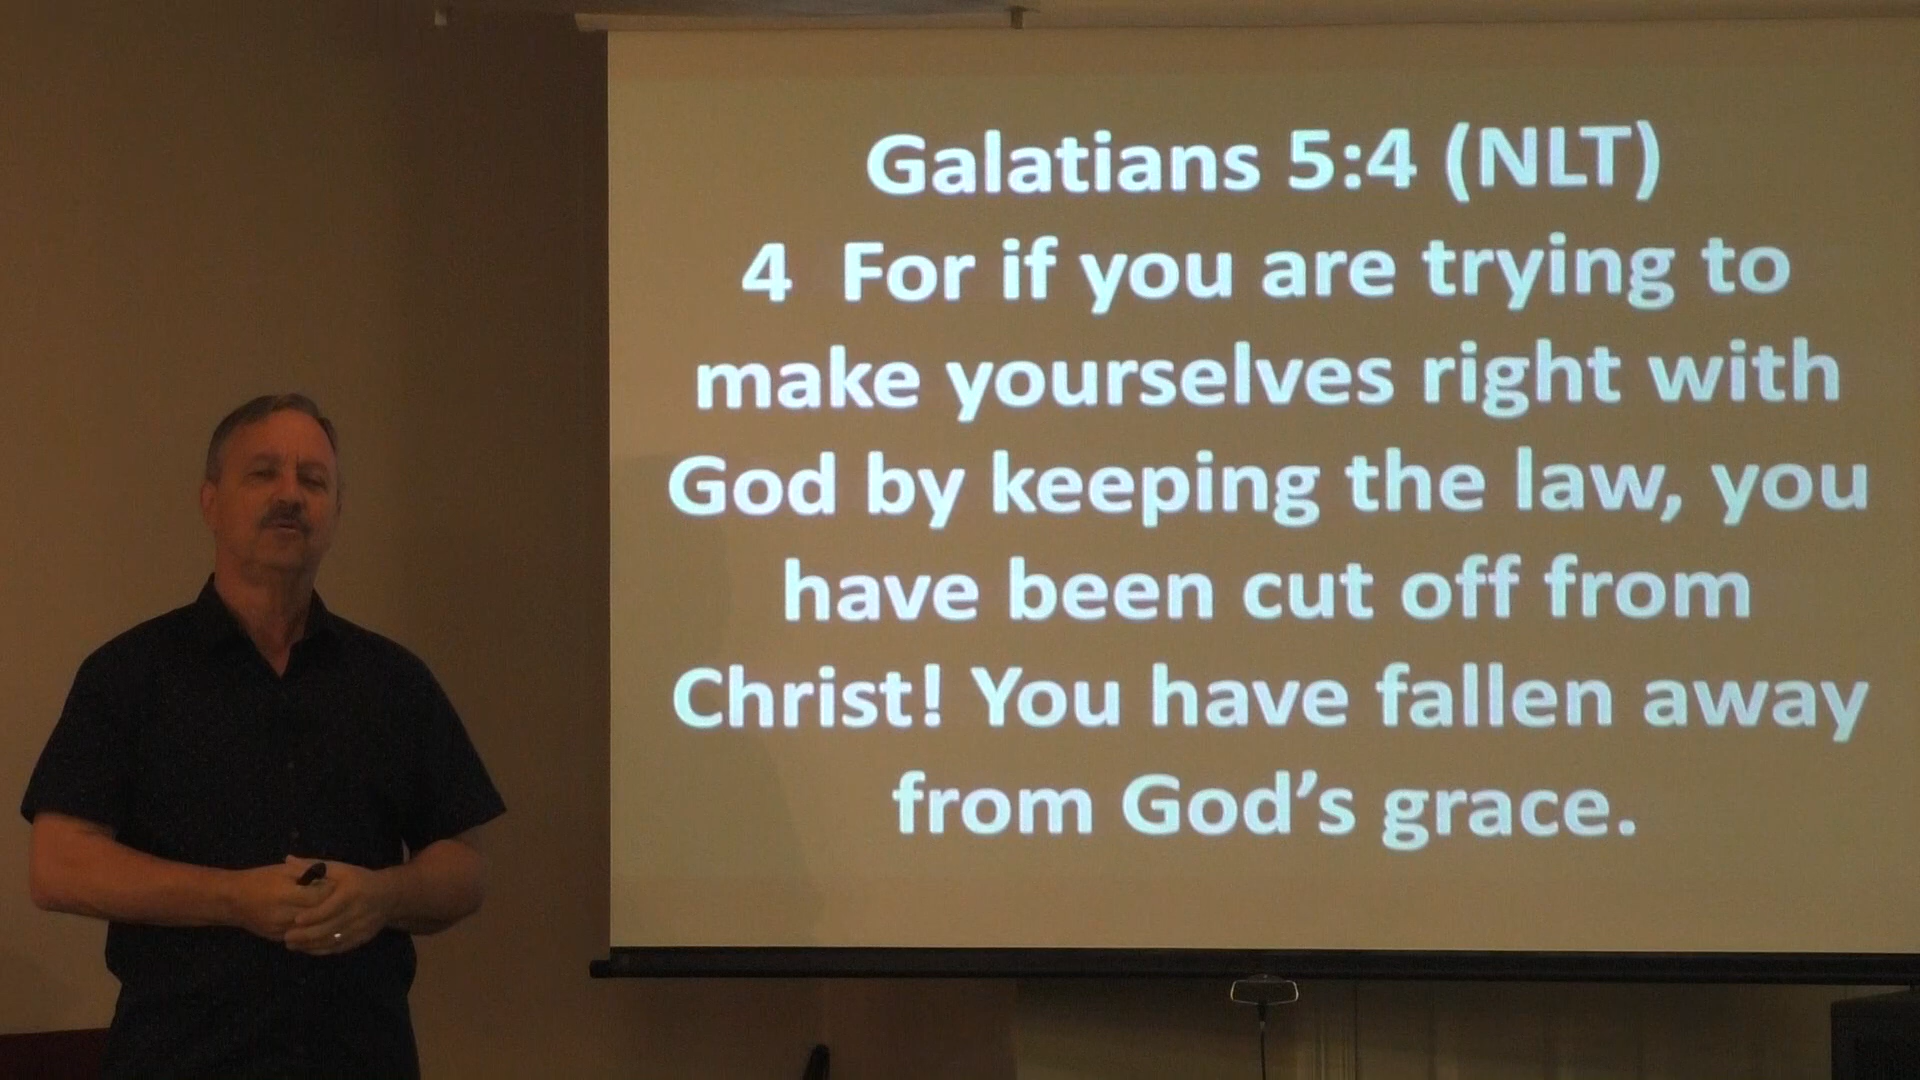 Galatians 5:4 (NLT)
4 For if you are trying to
make yourselves right with
God by keeping the law, you
have been cut off from
Christ! You have fallen away
from God’s grace.